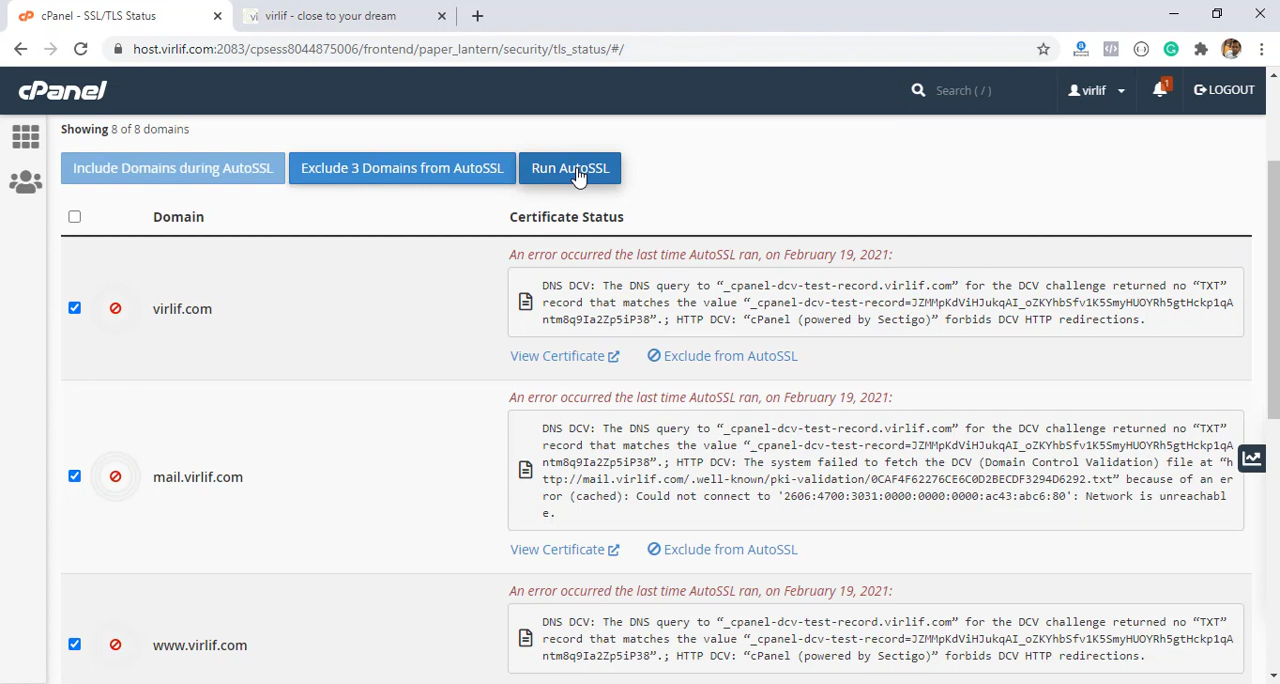 cPanel - SSL/TLS Status
virlif - close to your dream
host.virlif.com:2083/cpsess8044875006/frontend/paper_lantern/security/tls_status/#/
cPanel
Search ( / )
virlif
1
LOGOUT
Showing 8 of 8 domains
Include Domains during AutoSSL
Exclude 3 Domains from AutoSSL
Run AutoSSL
Domain
Certificate Status
An error occurred the last time AutoSSL ran, on February 19, 2021:
virlif.com
DNS DCV: The DNS query to “_cpanel-dcv-test-record.virlif.com” for the DCV challenge returned no “TXT”
record that matches the value “_cpanel-dcv-test-record=JZMMpKdViHJukqAI_oZKYhbSfv1K5SmyHUOYRh5gtHckp1qA
ntm8q9Ia2Zp5iP38”.; HTTP DCV: “cPanel (powered by Sectigo)” forbids DCV HTTP redirections.
View Certificate
Exclude from AutoSSL
An error occurred the last time AutoSSL ran, on February 19, 2021:
mail.virlif.com
DNS DCV: The DNS query to “_cpanel-dcv-test-record.virlif.com” for the DCV challenge returned no “TXT”
record that matches the value “_cpanel-dcv-test-record=JZMMpKdViHJukqAI_oZKYhbSfv1K5SmyHUOYRh5gtHckp1qA
ntm8q9Ia2Zp5iP38”.; HTTP DCV: The system failed to fetch the DCV (Domain Control Validation) file at “h
ttp://mail.virlif.com/.well-known/pki-validation/0CAF4F62276CE6C0D2BECDF3294D6292.txt” because of an er
ror (cached): Could not connect to '2606:4700:3031:0000:0000:0000:ac43:abc6:80': Network is unreachabl
e.
View Certificate
Exclude from AutoSSL
An error occurred the last time AutoSSL ran, on February 19, 2021:
www.virlif.com
DNS DCV: The DNS query to “_cpanel-dcv-test-record.virlif.com” for the DCV challenge returned no “TXT”
record that matches the value “_cpanel-dcv-test-record=JZMMpKdViHJukqAI_oZKYhbSfv1K5SmyHUOYRh5gtHckp1qA
ntm8q9Ia2Zp5iP38”.; HTTP DCV: “cPanel (powered by Sectigo)” forbids DCV HTTP redirections.